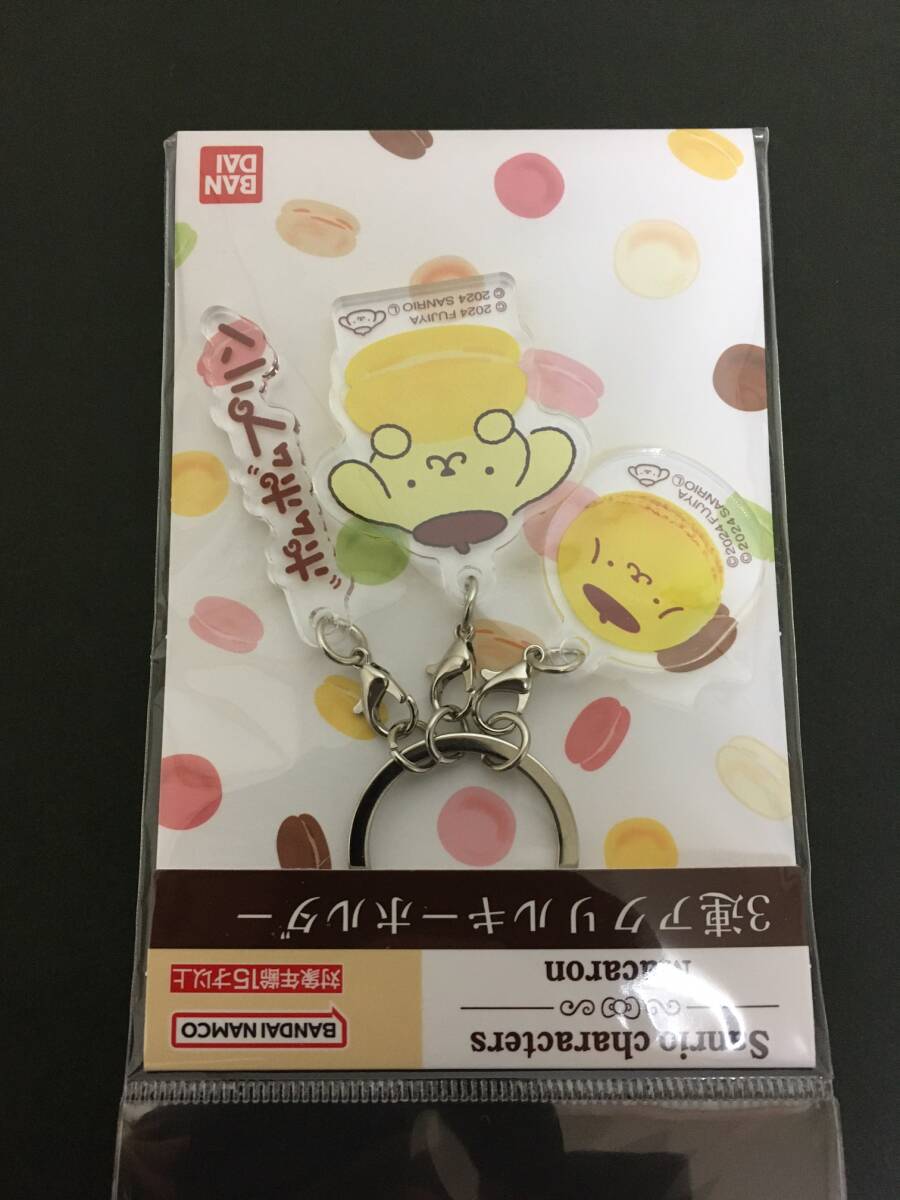 Sanrio characters
Macaron
BANDAI NAMCO
対象年齢15才以上
3連アクリルキーホルダー
© 2024 FUJIYA
© 2024 SANRIO Ⓛ
©2024 FUJIYA
©2024 SANRIO Ⓛ
ポムポムプリン
BAN
DAI